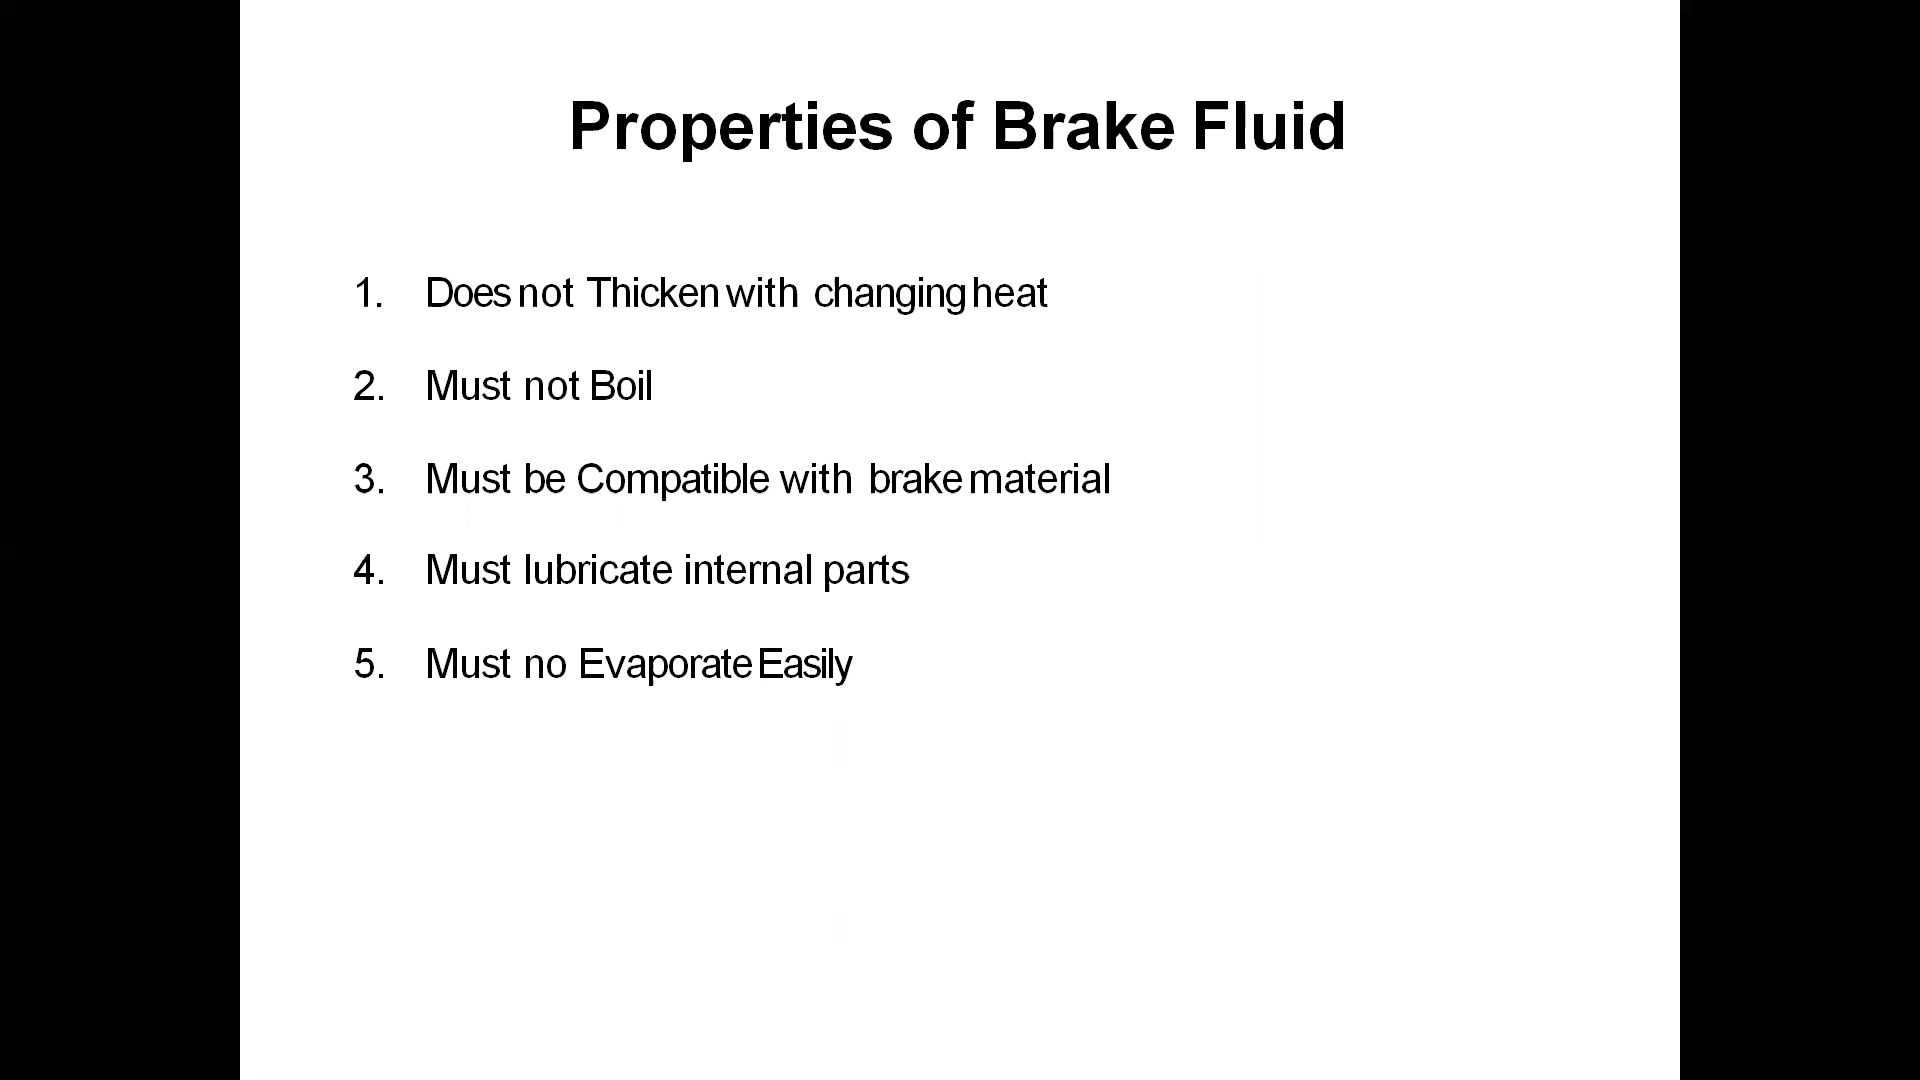 Properties of Brake Fluid
1. Does not Thicken with changing heat
2. Must not Boil
3. Must be Compatible with brake material
4. Must lubricate internal parts
5. Must no Evaporate Easily